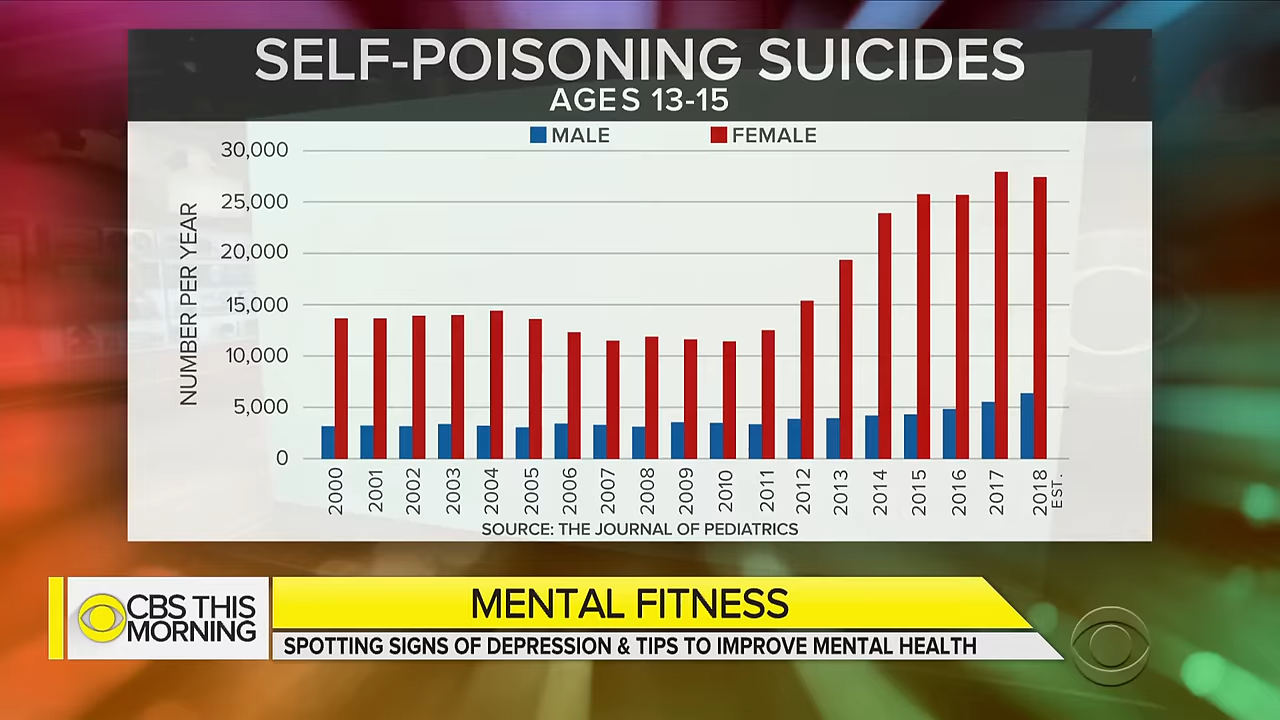 SELF-POISONING SUICIDES
AGES 13-15
MALE FEMALE
NUMBER PER YEAR
30,000
25,000
20,000
15,000
10,000
5,000
0
2000 2001 2002 2003 2004 2005 2006 2007 2008 2009 2010 2011 2012 2013 2014 2015 2016 2017 2018 EST.
SOURCE: THE JOURNAL OF PEDIATRICS
CBS THIS
MORNING
MENTAL FITNESS
SPOTTING SIGNS OF DEPRESSION & TIPS TO IMPROVE MENTAL HEALTH